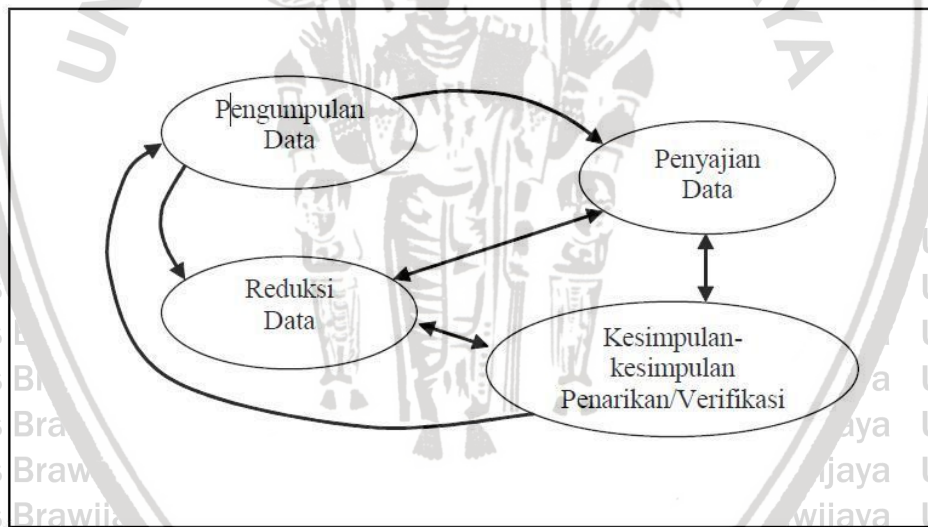 Pengumpulan
Data
Penyajian
Data
Reduksi
Data
Kesimpulan-
kesimpulan
Penarikan/Verifikasi